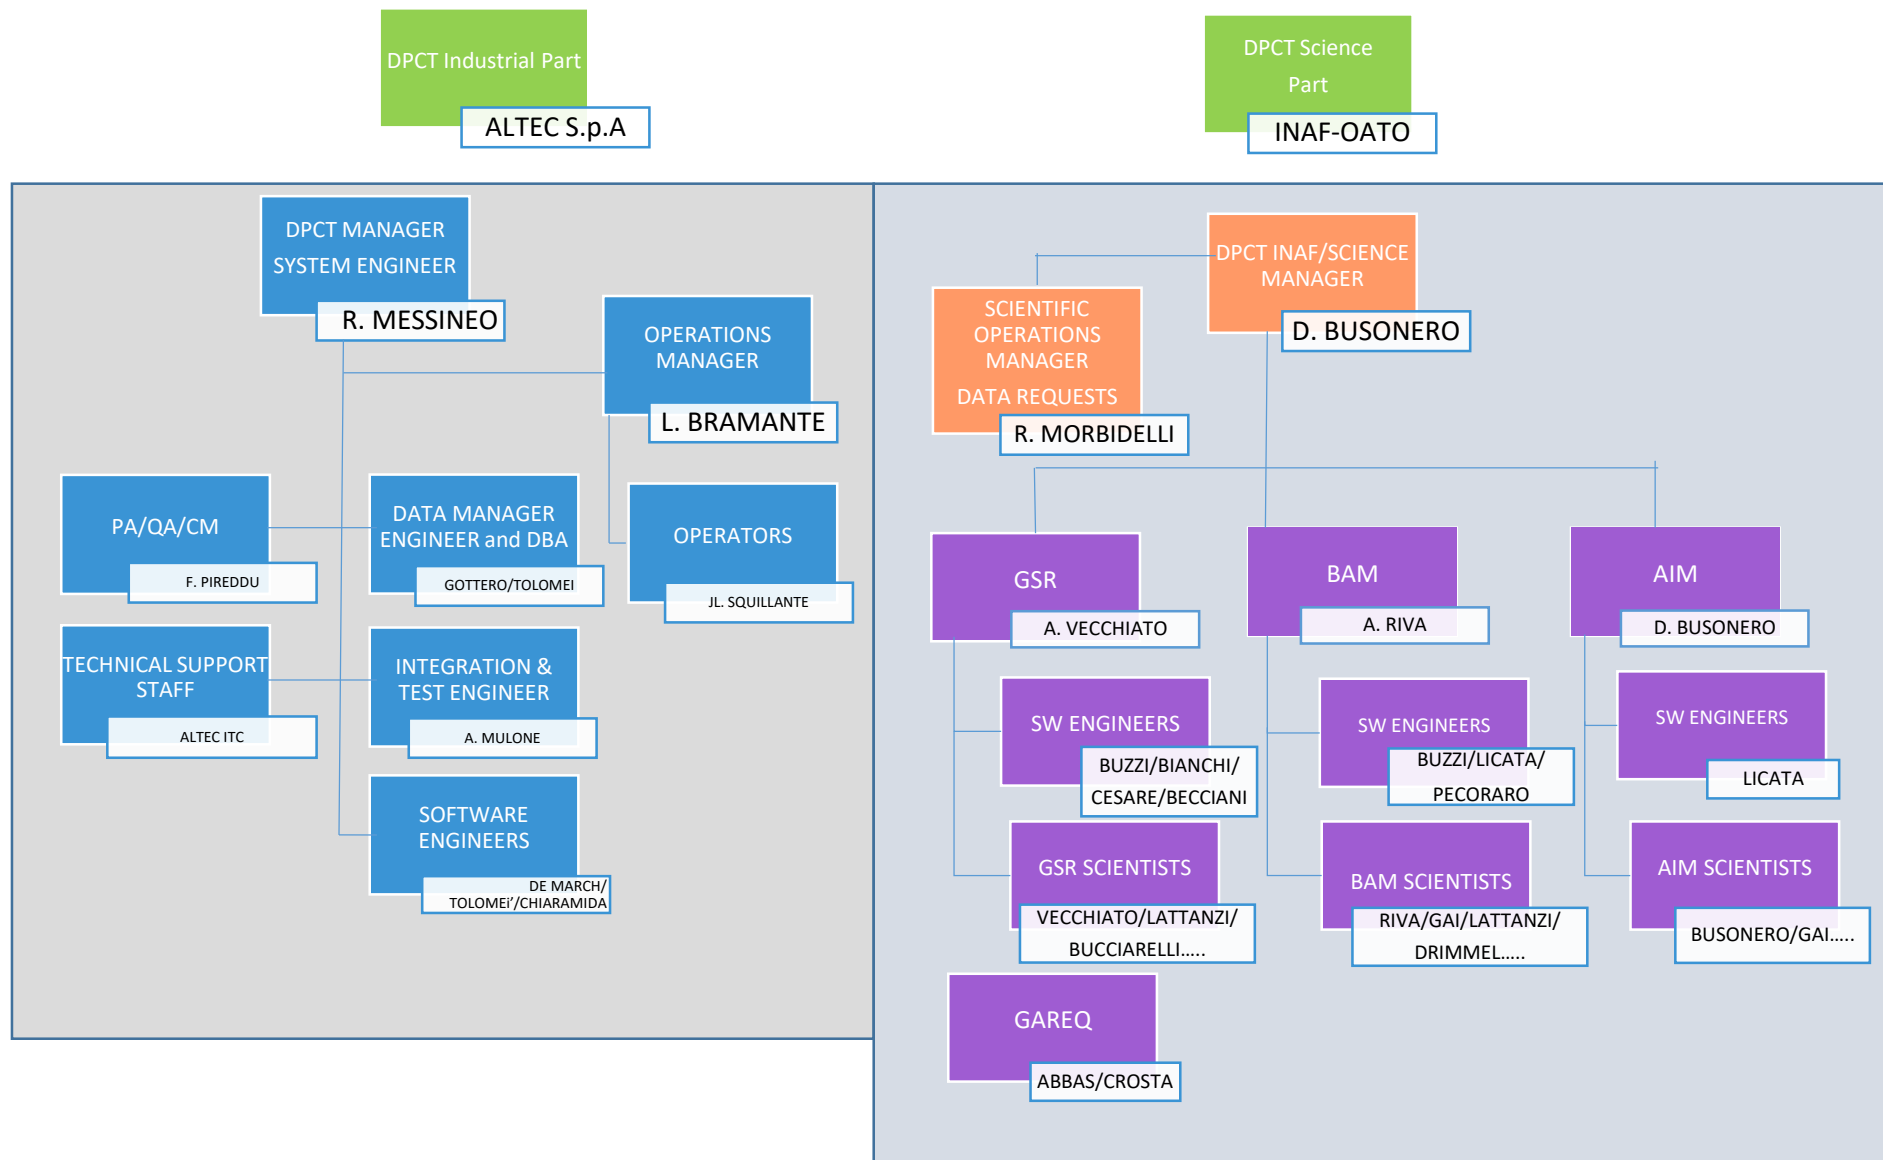 DPCT Industrial Part
ALTEC S.p.A
DPCT Science
Part
INAF-OATO
DPCT MANAGER
SYSTEM ENGINEER
R. MESSINEO
OPERATIONS
MANAGER
L. BRAMANTE
PA/QA/CM
F. PIREDDU
DATA MANAGER
ENGINEER and DBA
GOTTERO/TOLOMEI
OPERATORS
JL. SQUILLANTE
TECHNICAL SUPPORT
STAFF
ALTEC ITC
INTEGRATION &
TEST ENGINEER
A. MULONE
SOFTWARE
ENGINEERS
DE MARCH/
TOLOMEi'/CHIARAMIDA
DPCT INAF/SCIENCE
MANAGER
D. BUSONERO
SCIENTIFIC
OPERATIONS
MANAGER
DATA REQUESTS
R. MORBIDELLI
GSR
A. VECCHIATO
BAM
A. RIVA
AIM
D. BUSONERO
SW ENGINEERS
BUZZI/BIANCHI/
CESARE/BECCIANI
SW ENGINEERS
BUZZI/LICATA/
PECORARO
SW ENGINEERS
LICATA
GSR SCIENTISTS
VECCHIATO/LATTANZI/
BUCCIARELLI.....
BAM SCIENTISTS
RIVA/GAI/LATTANZI/
DRIMMEL.....
AIM SCIENTISTS
BUSONERO/GAI.....
GAREQ
ABBAS/CROSTA